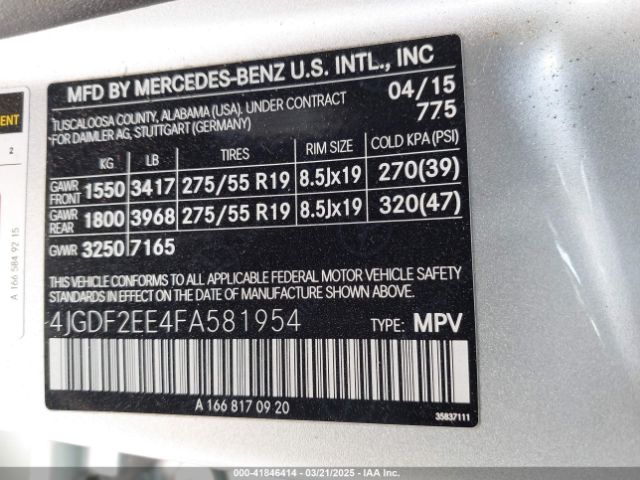 MFD BY MERCEDES-BENZ U.S. INTL., INC
TUSCALOOSA COUNTY, ALABAMA (USA). UNDER CONTRACT 04/15
FOR DAIMLER AG, STUTTGART (GERMANY) 775
KG LB TIRES RIM SIZE COLD KPA(PSI)
GAWR FRONT 1550 3417 275/55 R19 8.5Jx19 270(39)
GAWR REAR 1800 3968 275/55 R19 8.5Jx19 320(47)
GVWR 3250 7165
THIS VEHICLE CONFORMS TO ALL APPLICABLE FEDERAL MOTOR VEHICLE SAFETY
STANDARDS IN EFFECT ON THE DATE OF MANUFACTURE SHOWN ABOVE.
4JGDF2EE4FA581954 TYPE: MPV
A 166 817 09 20
35837111
2
A 166 584 92 15
000-41846414 | 03/21/2025 — IAA, Inc.